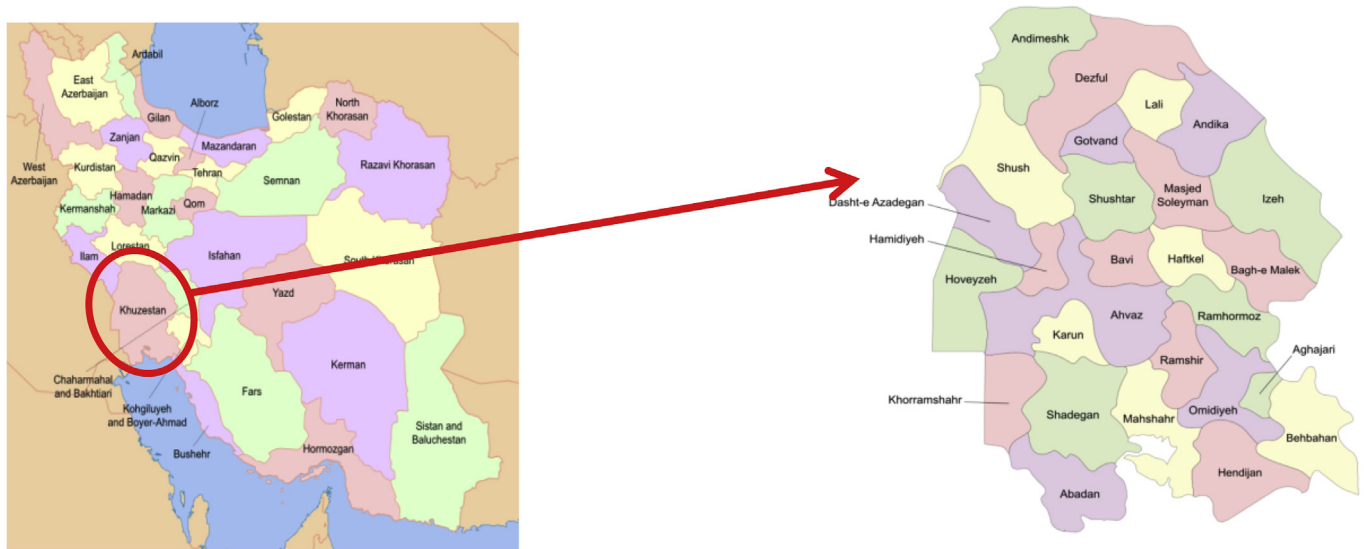 Ardabil
East
Azerbaijan
Alborz
North
Khorasan
Gilan
Golestan
Zanjan
Mazandaran
Qazvin
Razavi Khorasan
West
Azerbaijan
Kurdistan
Tehran
Semnan
Hamadan
Qom
Kermanshah
Markazi
Lorestan
Ilam
Isfahan
South Khorasan
Yazd
Khuzestan
Kerman
Chaharmahal
and Bakhtiari
Fars
Kohgiluyeh
and Boyer-Ahmad
Sistan and
Baluchestan
Bushehr
Hormozgan
Andimeshk
Dezful
Lali
Andika
Gotvand
Shush
Shushtar
Masjed
Soleyman
Izeh
Dasht-e Azadegan
Hamidiyeh
Bavi
Haftkel
Bagh-e Malek
Hoveyzeh
Ahvaz
Ramhormoz
Karun
Ramshir
Aghajari
Khorramshahr
Shadegan
Mahshahr
Omidiyeh
Behbahan
Hendijan
Abadan